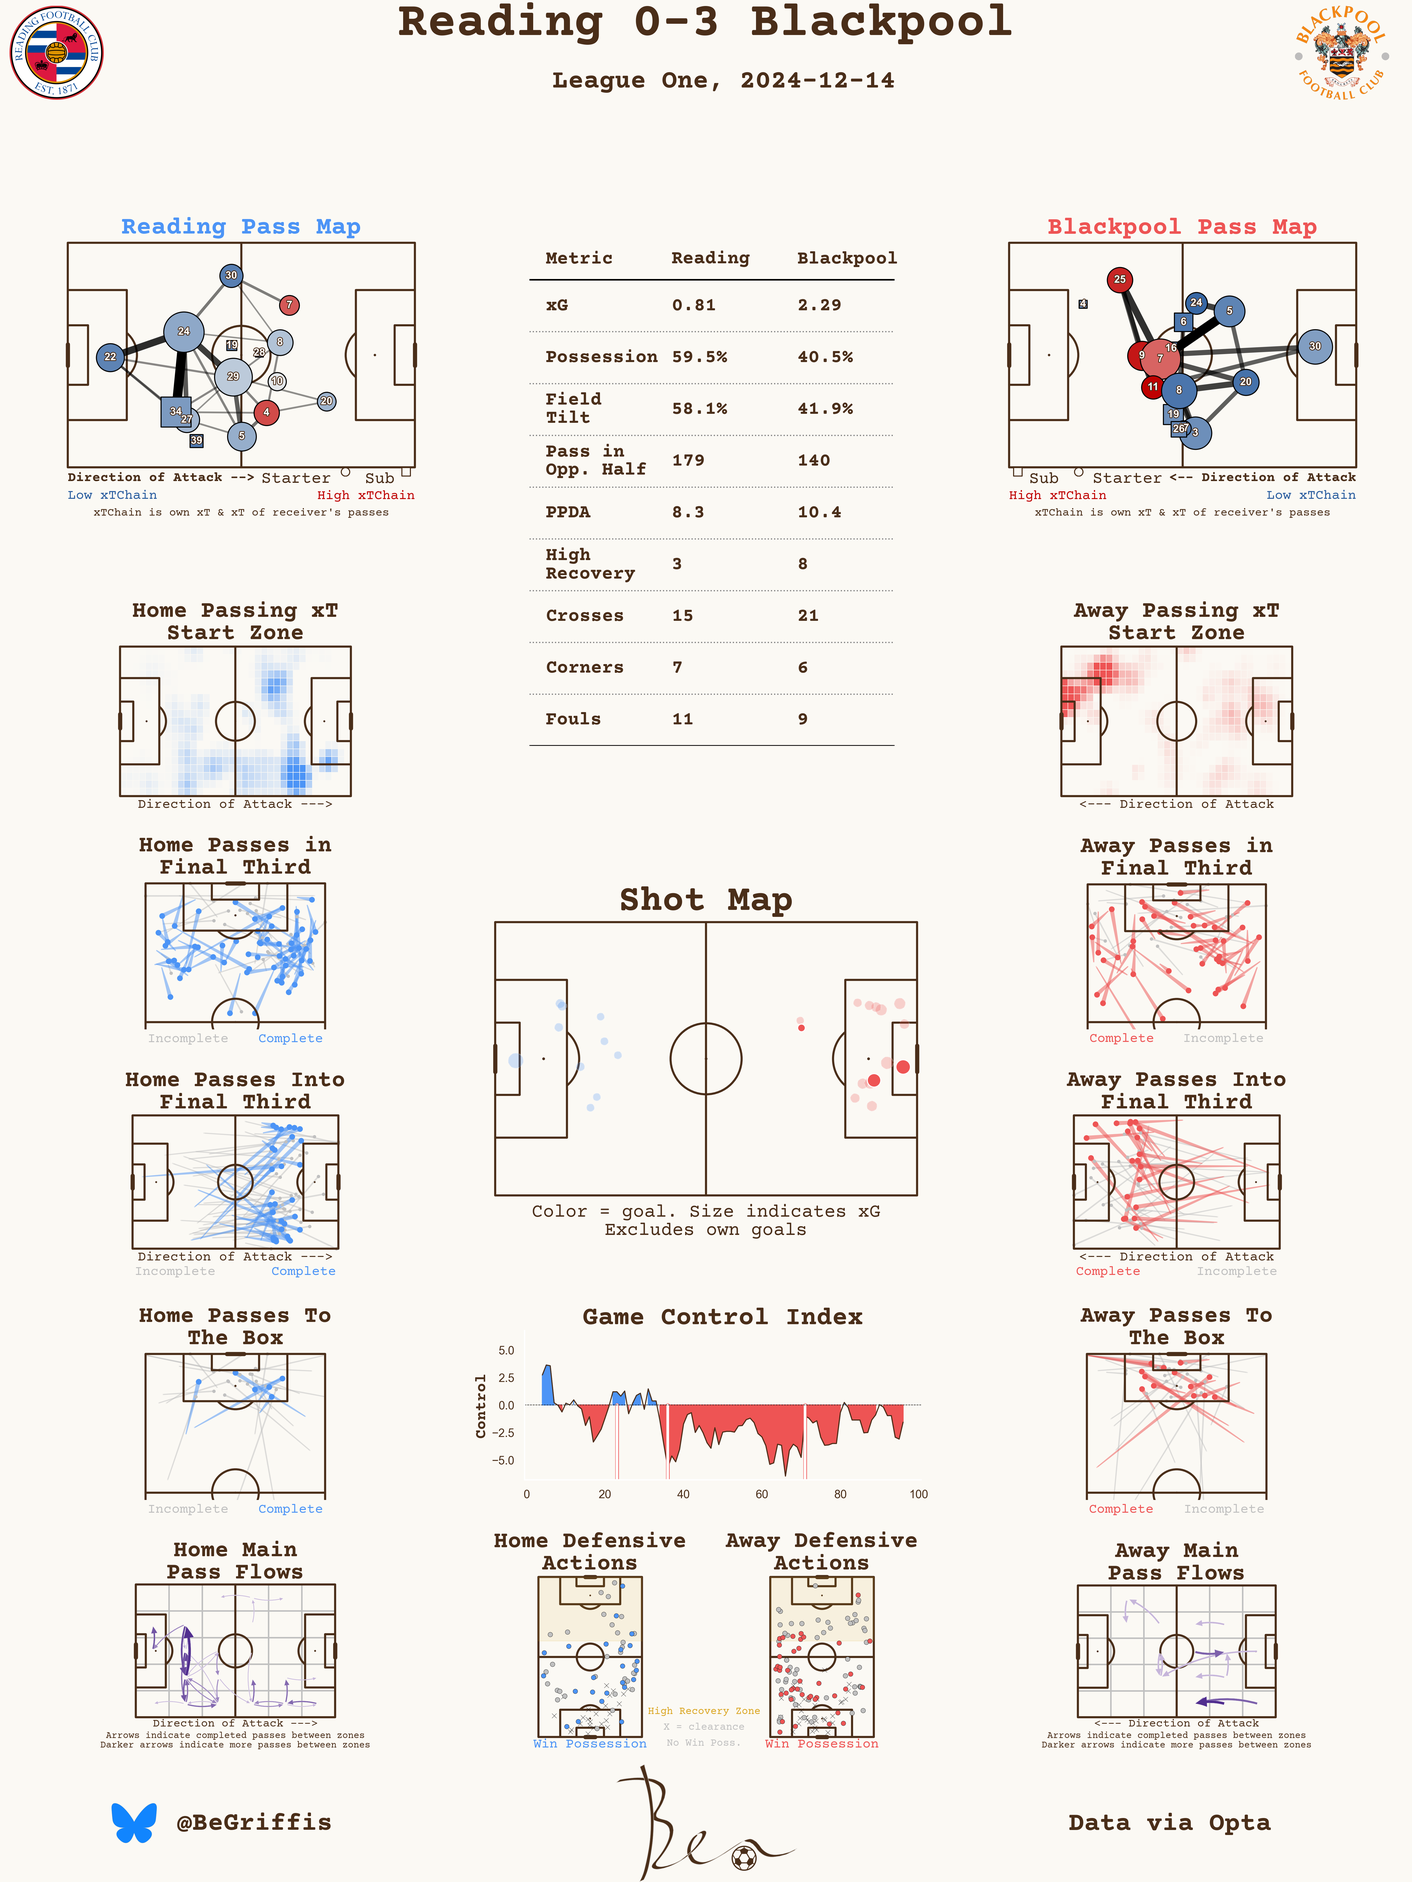 Reading 0-3 Blackpool
League One, 2024-12-14
READING FOOTBALL CLUB
EST. 1871
BLACKPOOL
FOOTBALL CLUB
Reading Pass Map
30
7
24
19
8
28
22
29
10
20
34
27
4
39
5
Direction of Attack --> Starter Sub
Low xTChain High xTChain
xTChain is own xT & xT of receiver's passes
Metric Reading Blackpool
xG 0.81 2.29
Possession 59.5% 40.5%
Field
Tilt 58.1% 41.9%
Pass in
Opp. Half 179 140
PPDA 8.3 10.4
High
Recovery 3 8
Crosses 15 21
Corners 7 6
Fouls 11 9
Blackpool Pass Map
25
4
24
5
6
16
9
7
30
11
8
20
19
26
7
3
Sub Starter <-- Direction of Attack
High xTChain Low xTChain
xTChain is own xT & xT of receiver's passes
Home Passing xT
Start Zone
Direction of Attack --->
Away Passing xT
Start Zone
<--- Direction of Attack
Home Passes in
Final Third
Incomplete Complete
Away Passes in
Final Third
Complete Incomplete
Shot Map
Color = goal. Size indicates xG
Excludes own goals
Home Passes Into
Final Third
Direction of Attack --->
Incomplete Complete
Away Passes Into
Final Third
<--- Direction of Attack
Complete Incomplete
Home Passes To
The Box
Incomplete Complete
Game Control Index
Control
5.0
2.5
0.0
−2.5
−5.0
0 20 40 60 80 100
Away Passes To
The Box
Complete Incomplete
Home Main
Pass Flows
Direction of Attack --->
Arrows indicate completed passes between zones
Darker arrows indicate more passes between zones
Home Defensive
Actions
Win Possession
Away Defensive
Actions
Win Possession
High Recovery Zone
X = clearance
No Win Poss.
Away Main
Pass Flows
<--- Direction of Attack
Arrows indicate completed passes between zones
Darker arrows indicate more passes between zones
@BeGriffis
Ben
Data via Opta